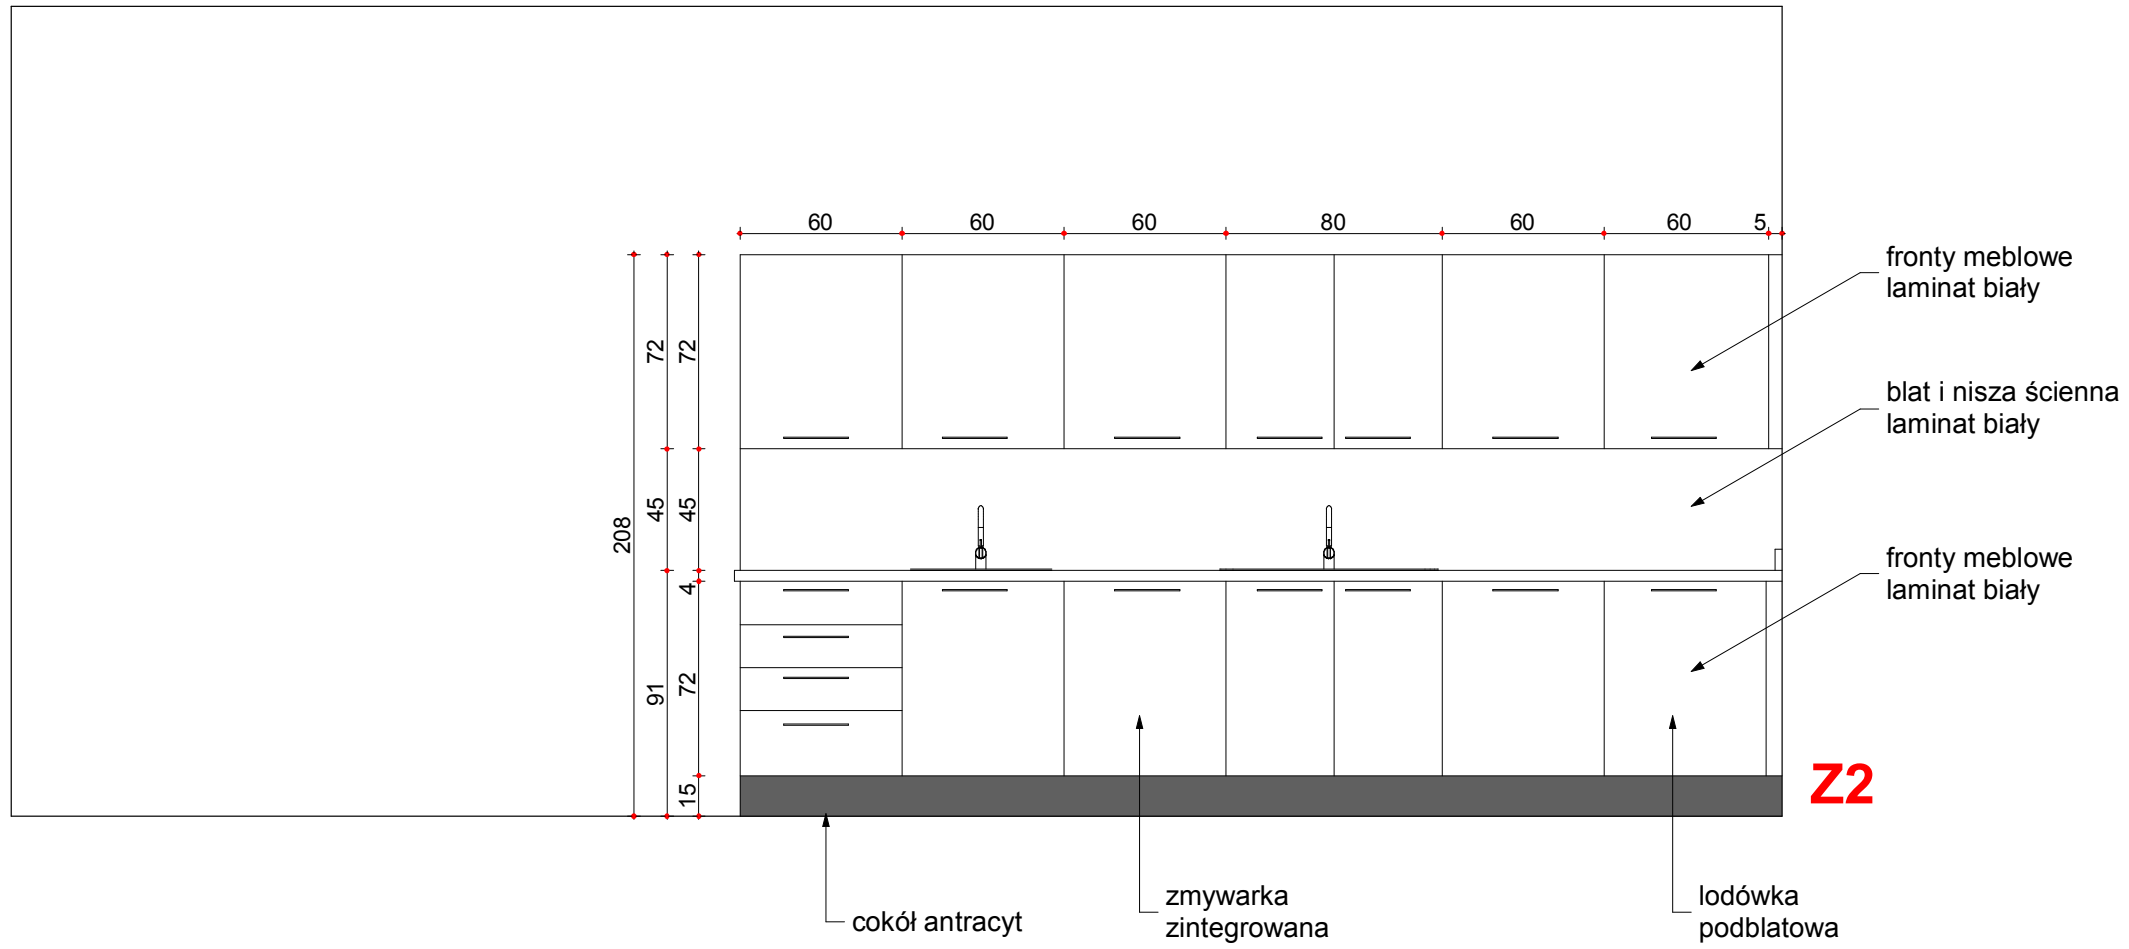 60 60 60 80 60 60 5
fronty meblowe
laminat biały
72 72
blat i nisza ścienna
laminat biały
208 45 45
fronty meblowe
laminat biały
4
91 72
15
Z2
cokół antracyt
zmywarka
zintegrowana
lodówka
podblatowa